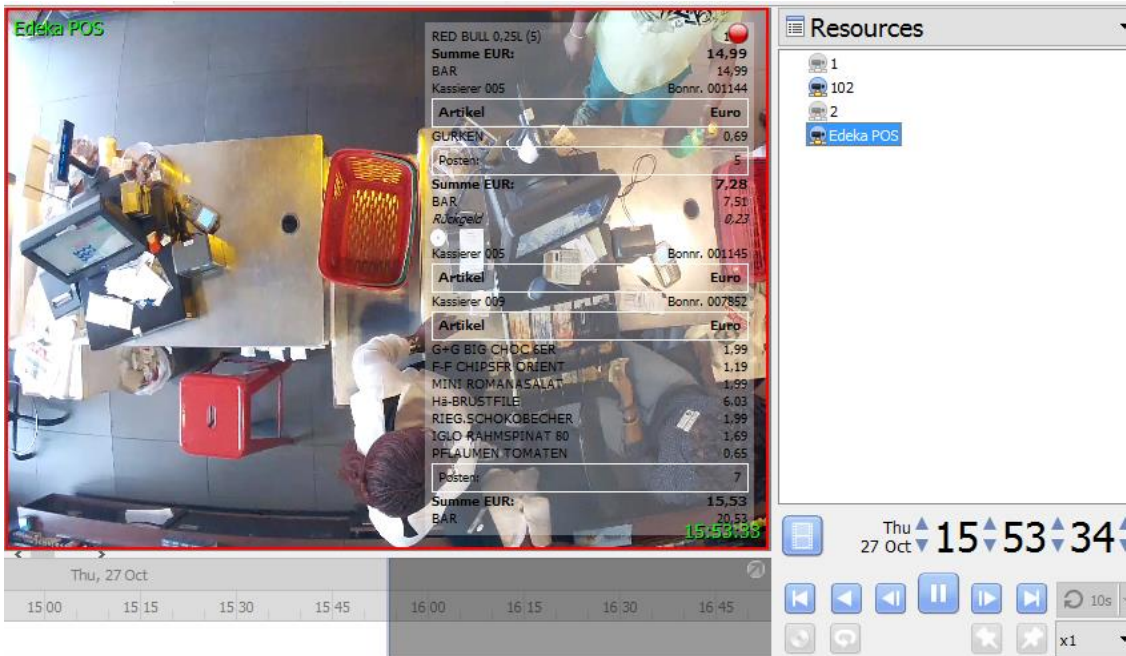 Edeka POS
RED BULL 0,25L (5)
Summe EUR: 14,99
BAR 14,99
Kassierer 005 Bonnr. 001144
Artikel Euro
GURKEN 0,69
Posten: 5
Summe EUR: 7,28
BAR 7,51
Rückgeld 0,23
Kassierer 005 Bonnr. 001145
Artikel Euro
Kassierer 009 Bonnr. 007852
Artikel Euro
G+G BIG CHOC 6ER 1,99
F-F CHIPSFR ORIENT 1,19
MINI ROMANASALAT 1,99
Hä-BRUSTFILE 6.03
RIEG.SCHOKOBECHER 1,99
IGLO RAHMSPINAT 80 1,69
PFLAUMEN TOMATEN 0,65
Posten: 7
Summe EUR: 15,53
BAR 20,53
15:53:38
Resources
1
102
2
Edeka POS
Thu 27 Oct 15 53 34
10s
x1
Thu, 27 Oct
15 00 15 15 15 30 15 45 16 00 16 15 16 30 16 45